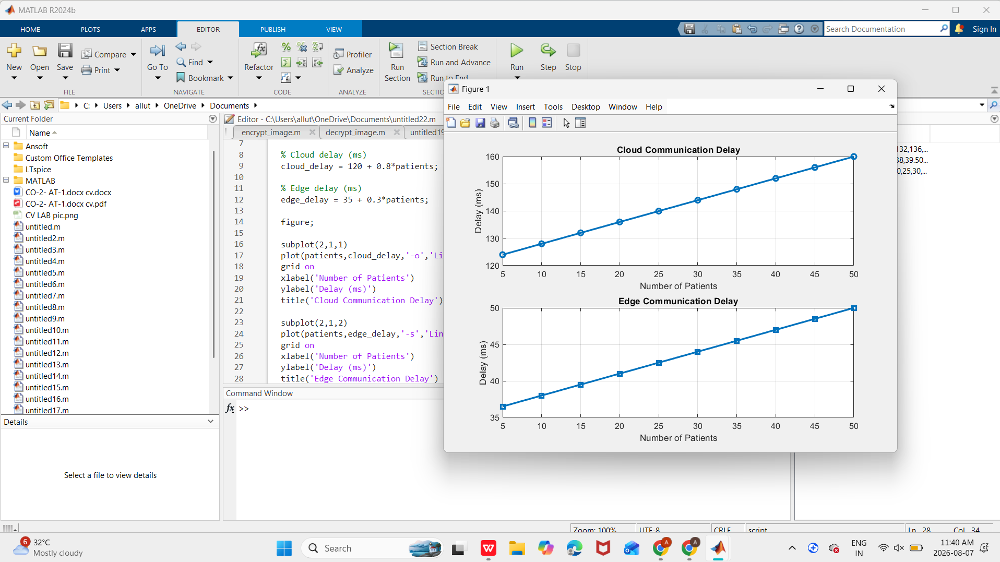 MATLAB R2024b
HOME PLOTS APPS EDITOR PUBLISH VIEW
Search Documentation
Sign In
New Open Save
Compare
Print
FILE
Go To
Find
Bookmark
NAVIGATE
Refactor
CODE
Profiler
Analyze
ANALYZE
Run
Section
Section Break
Run and Advance
Run to End
Run Step Stop
C: Users allut OneDrive Documents
Current Folder
Name
Ansoft
Custom Office Templates
LTspice
MATLAB
CO-2- AT-1.docx cv.docx
CO-2- AT-1.docx cv.pdf
CV LAB pic.png
untitled.m
untitled2.m
untitled3.m
untitled4.m
untitled5.m
untitled6.m
untitled7.m
untitled8.m
untitled9.m
untitled10.m
untitled11.m
untitled12.m
untitled13.m
untitled14.m
untitled15.m
untitled16.m
untitled17.m
Details
Select a file to view details
Editor - C:\Users\allut\OneDrive\Documents\untitled22.m
encrypt_image.m decrypt_image.m untitled19
7
8 % Cloud delay (ms)
9 cloud_delay = 120 + 0.8*patients;
10
11 % Edge delay (ms)
12 edge_delay = 35 + 0.3*patients;
13
14 figure;
15
16 subplot(2,1,1)
17 plot(patients,cloud_delay,'-o','Li
18 grid on
19 xlabel('Number of Patients')
20 ylabel('Delay (ms)')
21 title('Cloud Communication Delay')
22
23 subplot(2,1,2)
24 plot(patients,edge_delay,'-s','Lin
25 grid on
26 xlabel('Number of Patients')
27 ylabel('Delay (ms)')
28 title('Edge Communication Delay')
Command Window
fx >>
Figure 1
File Edit View Insert Tools Desktop Window Help
Cloud Communication Delay
160
150
140
130
120
Delay (ms)
5 10 15 20 25 30 35 40 45 50
Number of Patients
Edge Communication Delay
50
45
40
35
Delay (ms)
5 10 15 20 25 30 35 40 45 50
Number of Patients
132,136,...
38,39.50...
0,25,30,...
Zoom: 100% UTF-8 CRLF script Ln 28 Col 34
6
32°C
Mostly cloudy
Search
ENG
IN
11:40 AM
2026-08-07